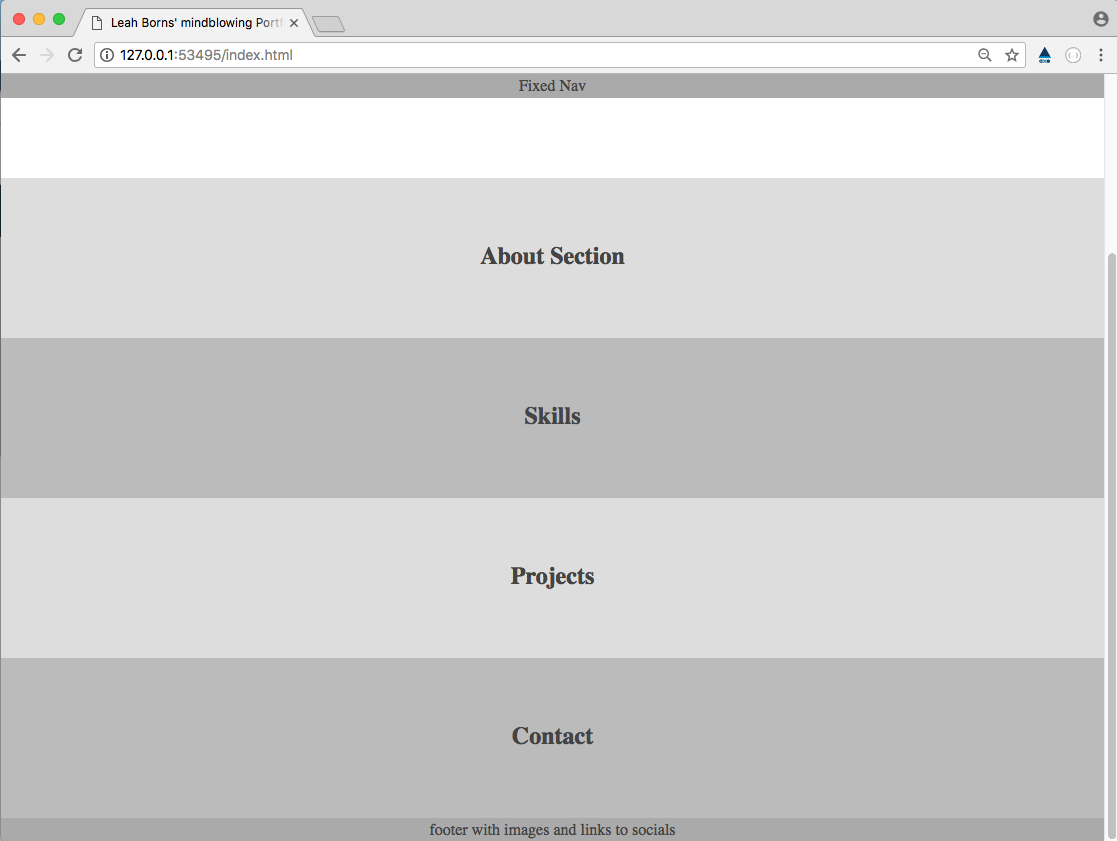 Leah Borns' mindblowing Portf
127.0.0.1:53495/index.html
Fixed Nav
About Section
Skills
Projects
Contact
footer with images and links to socials